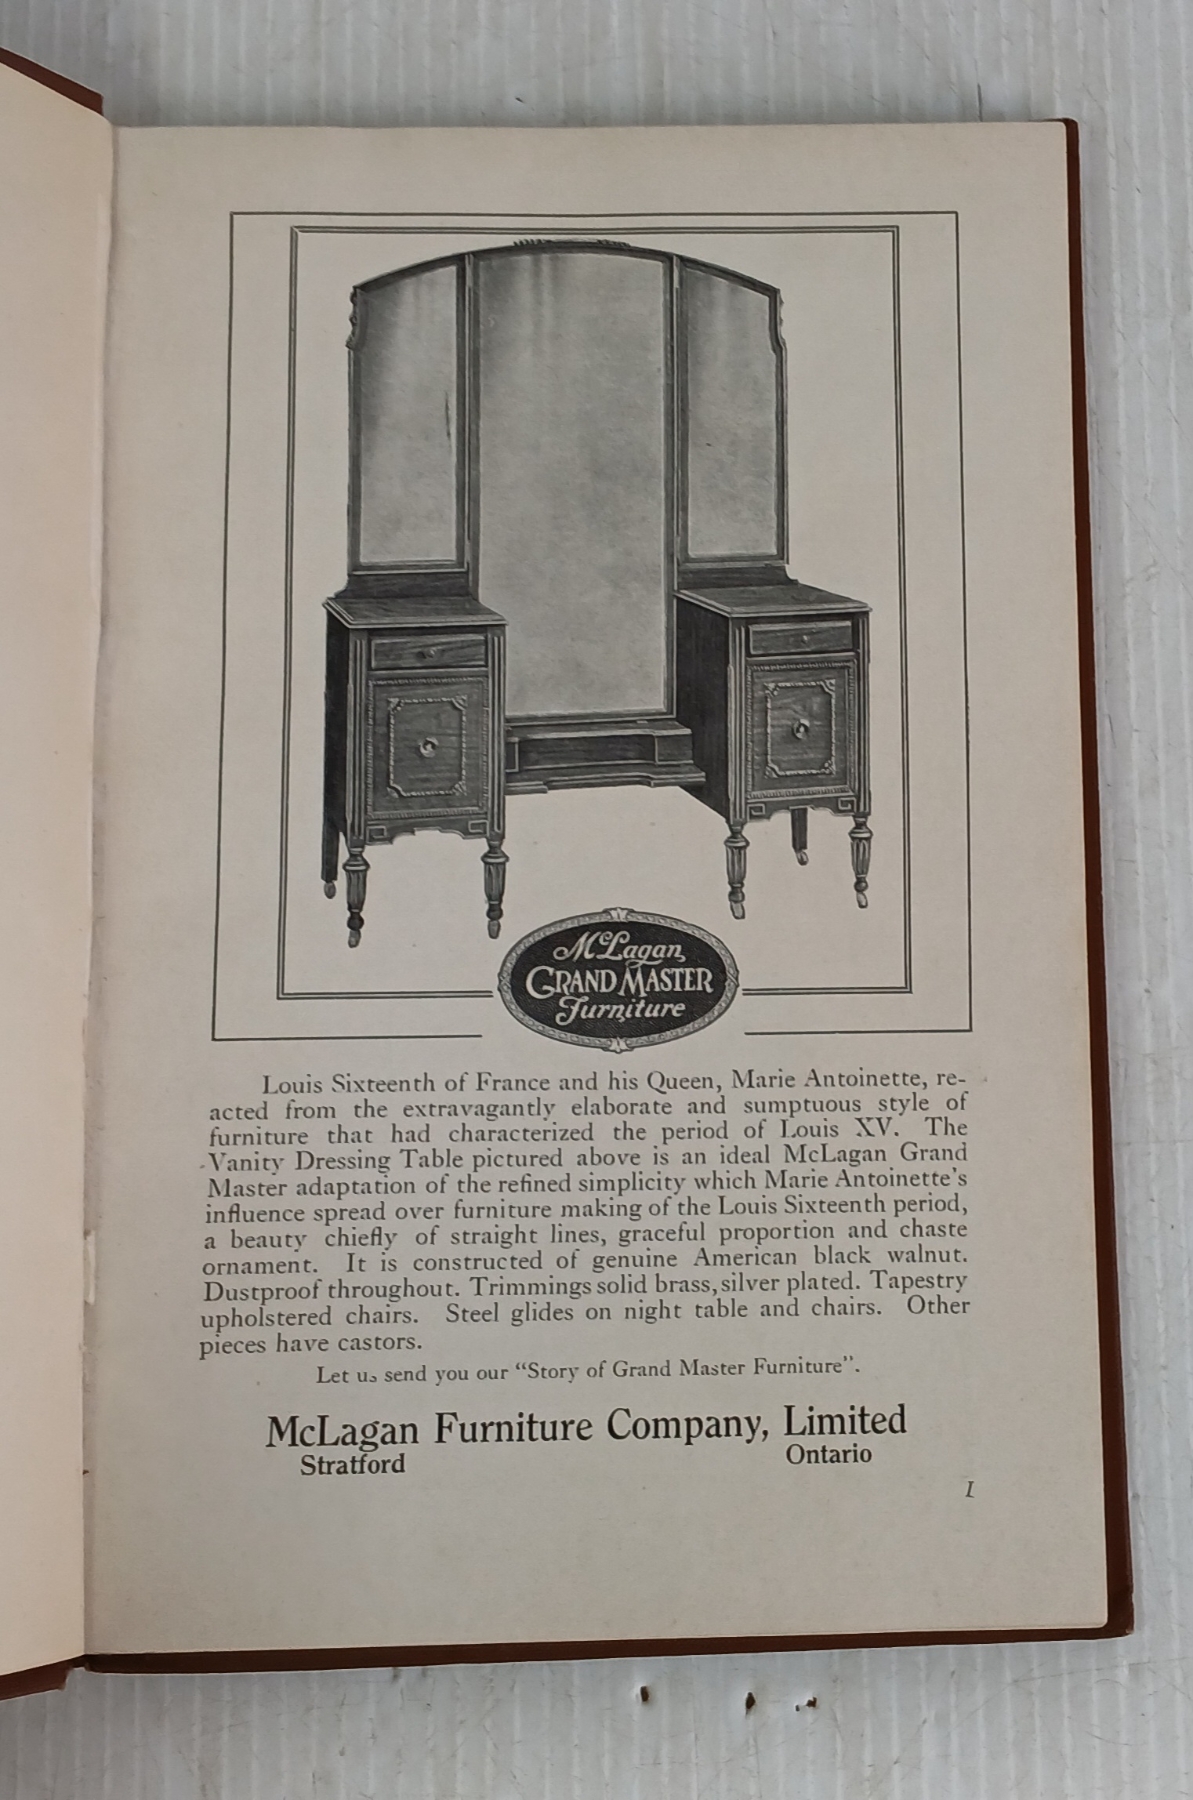 McLagan
GRAND MASTER
Furniture
Louis Sixteenth of France and his Queen, Marie Antoinette, re-
acted from the extravagantly elaborate and sumptuous style of
furniture that had characterized the period of Louis XV. The
Vanity Dressing Table pictured above is an ideal McLagan Grand
Master adaptation of the refined simplicity which Marie Antoinette's
influence spread over furniture making of the Louis Sixteenth period,
a beauty chiefly of straight lines, graceful proportion and chaste
ornament. It is constructed of genuine American black walnut.
Dustproof throughout. Trimmings solid brass, silver plated. Tapestry
upholstered chairs. Steel glides on night table and chairs. Other
pieces have castors.
Let us send you our "Story of Grand Master Furniture".
McLagan Furniture Company, Limited
Stratford Ontario
I